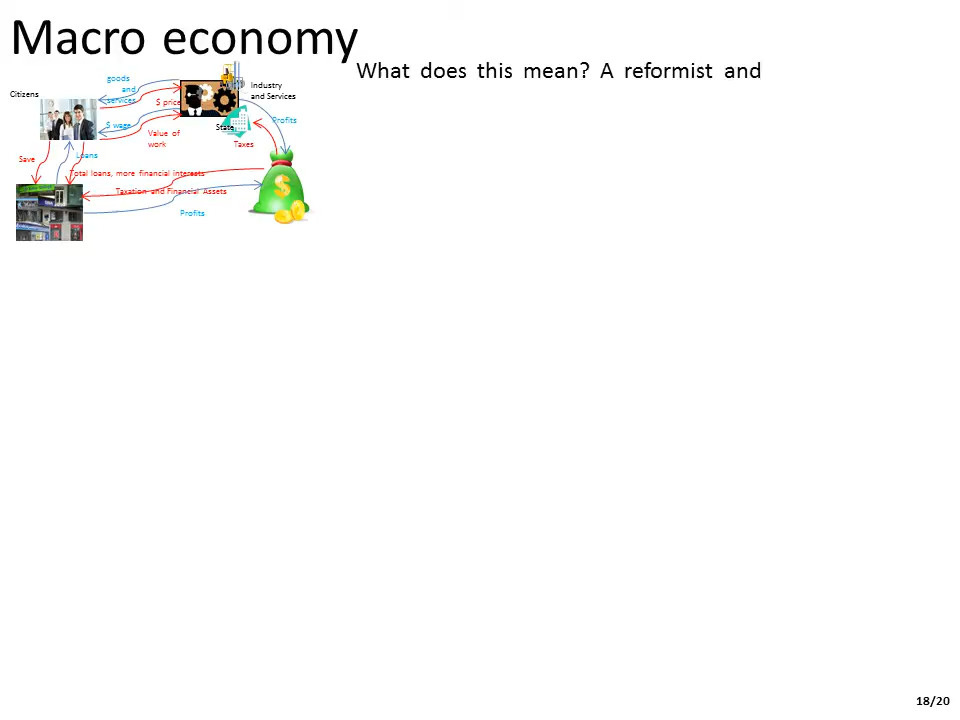 Macro economy
What does this mean? A reformist and
goods
and
services
Citizens
$ price
Industry
and Services
$ wage
State
Profits
Value of
work
Taxes
Save
Loans
Total loans, more financial interests
Taxation and Financial Assets
Profits
18/20